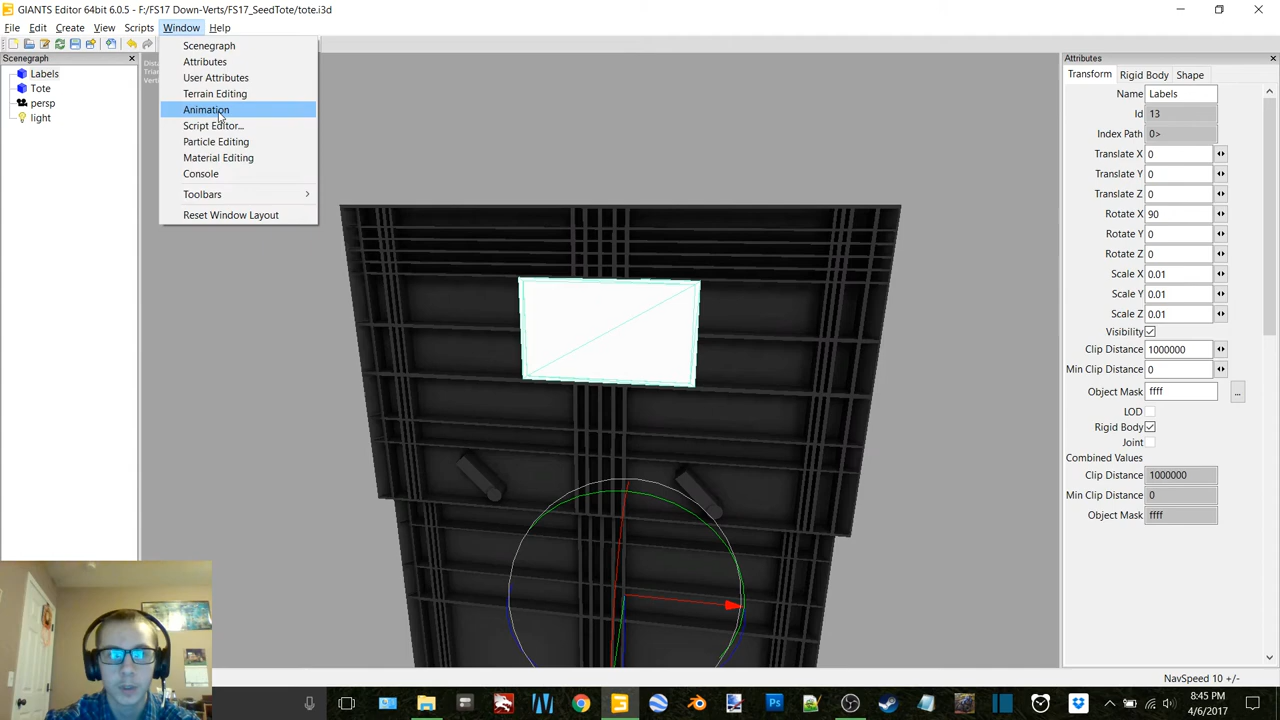 GIANTS Editor 64bit 6.0.5 - F:/FS17 Down-Verts/FS17_SeedTote/tote.i3d
File Edit Create View Scripts Window Help
Scenegraph
Labels
Tote
persp
light
Scenegraph
Attributes
User Attributes
Terrain Editing
Animation
Script Editor...
Particle Editing
Material Editing
Console
Toolbars
Reset Window Layout
Attributes
Transform Rigid Body Shape
Name Labels
Id 13
Index Path 0>
Translate X 0
Translate Y 0
Translate Z 0
Rotate X 90
Rotate Y 0
Rotate Z 0
Scale X 0.01
Scale Y 0.01
Scale Z 0.01
Visibility
Clip Distance 1000000
Min Clip Distance 0
Object Mask ffff ...
LOD
Rigid Body
Joint
Combined Values
Clip Distance 1000000
Min Clip Distance 0
Object Mask ffff
NavSpeed 10 +/-
8:45 PM
4/6/2017